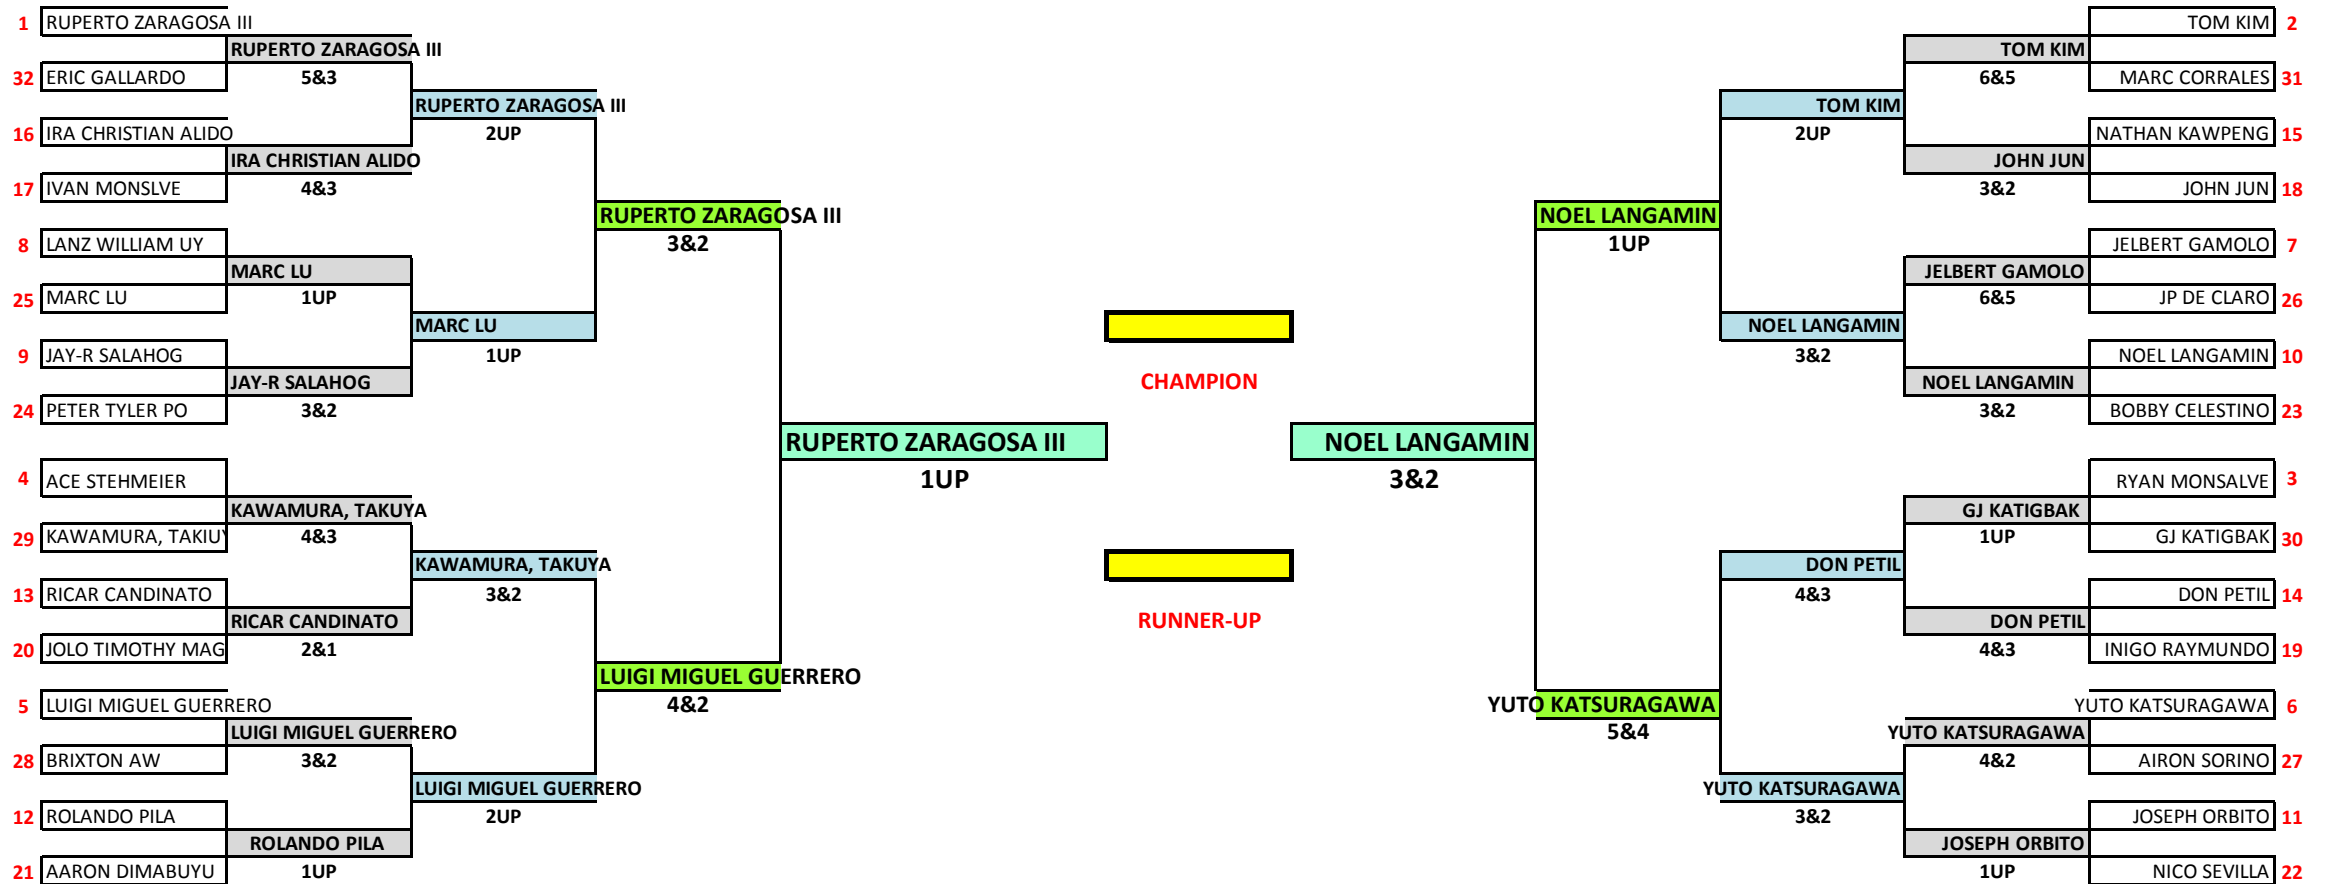 1 RUPERTO ZARAGOSA III
RUPERTO ZARAGOSA III
32 ERIC GALLARDO
5&3
RUPERTO ZARAGOSA III
2UP
16 IRA CHRISTIAN ALIDO
IRA CHRISTIAN ALIDO
17 IVAN MONSLVE
4&3
RUPERTO ZARAGOSA III
3&2
8 LANZ WILLIAM UY
MARC LU
25 MARC LU
1UP
MARC LU
1UP
9 JAY-R SALAHOG
JAY-R SALAHOG
24 PETER TYLER PO
3&2
RUPERTO ZARAGOSA III
1UP
4 ACE STEHMEIER
KAWAMURA, TAKUYA
29 KAWAMURA, TAKIUY
4&3
KAWAMURA, TAKUYA
3&2
13 RICAR CANDINATO
RICAR CANDINATO
20 JOLO TIMOTHY MAG
2&1
LUIGI MIGUEL GUERRERO
4&2
5 LUIGI MIGUEL GUERRERO
LUIGI MIGUEL GUERRERO
28 BRIXTON AW
3&2
LUIGI MIGUEL GUERRERO
2UP
12 ROLANDO PILA
ROLANDO PILA
21 AARON DIMABUYU
1UP
CHAMPION
RUNNER-UP
TOM KIM 2
TOM KIM
6&5
MARC CORRALES 31
TOM KIM
2UP
NATHAN KAWPENG 15
JOHN JUN
3&2
JOHN JUN 18
NOEL LANGAMIN
1UP
JELBERT GAMOLO 7
JELBERT GAMOLO
6&5
JP DE CLARO 26
NOEL LANGAMIN
3&2
NOEL LANGAMIN 10
NOEL LANGAMIN
3&2
BOBBY CELESTINO 23
NOEL LANGAMIN
3&2
RYAN MONSALVE 3
GJ KATIGBAK
1UP
GJ KATIGBAK 30
DON PETIL
4&3
DON PETIL 14
DON PETIL
4&3
INIGO RAYMUNDO 19
YUTO KATSURAGAWA
5&4
YUTO KATSURAGAWA 6
YUTO KATSURAGAWA
4&2
AIRON SORINO 27
YUTO KATSURAGAWA
3&2
JOSEPH ORBITO 11
JOSEPH ORBITO
1UP
NICO SEVILLA 22